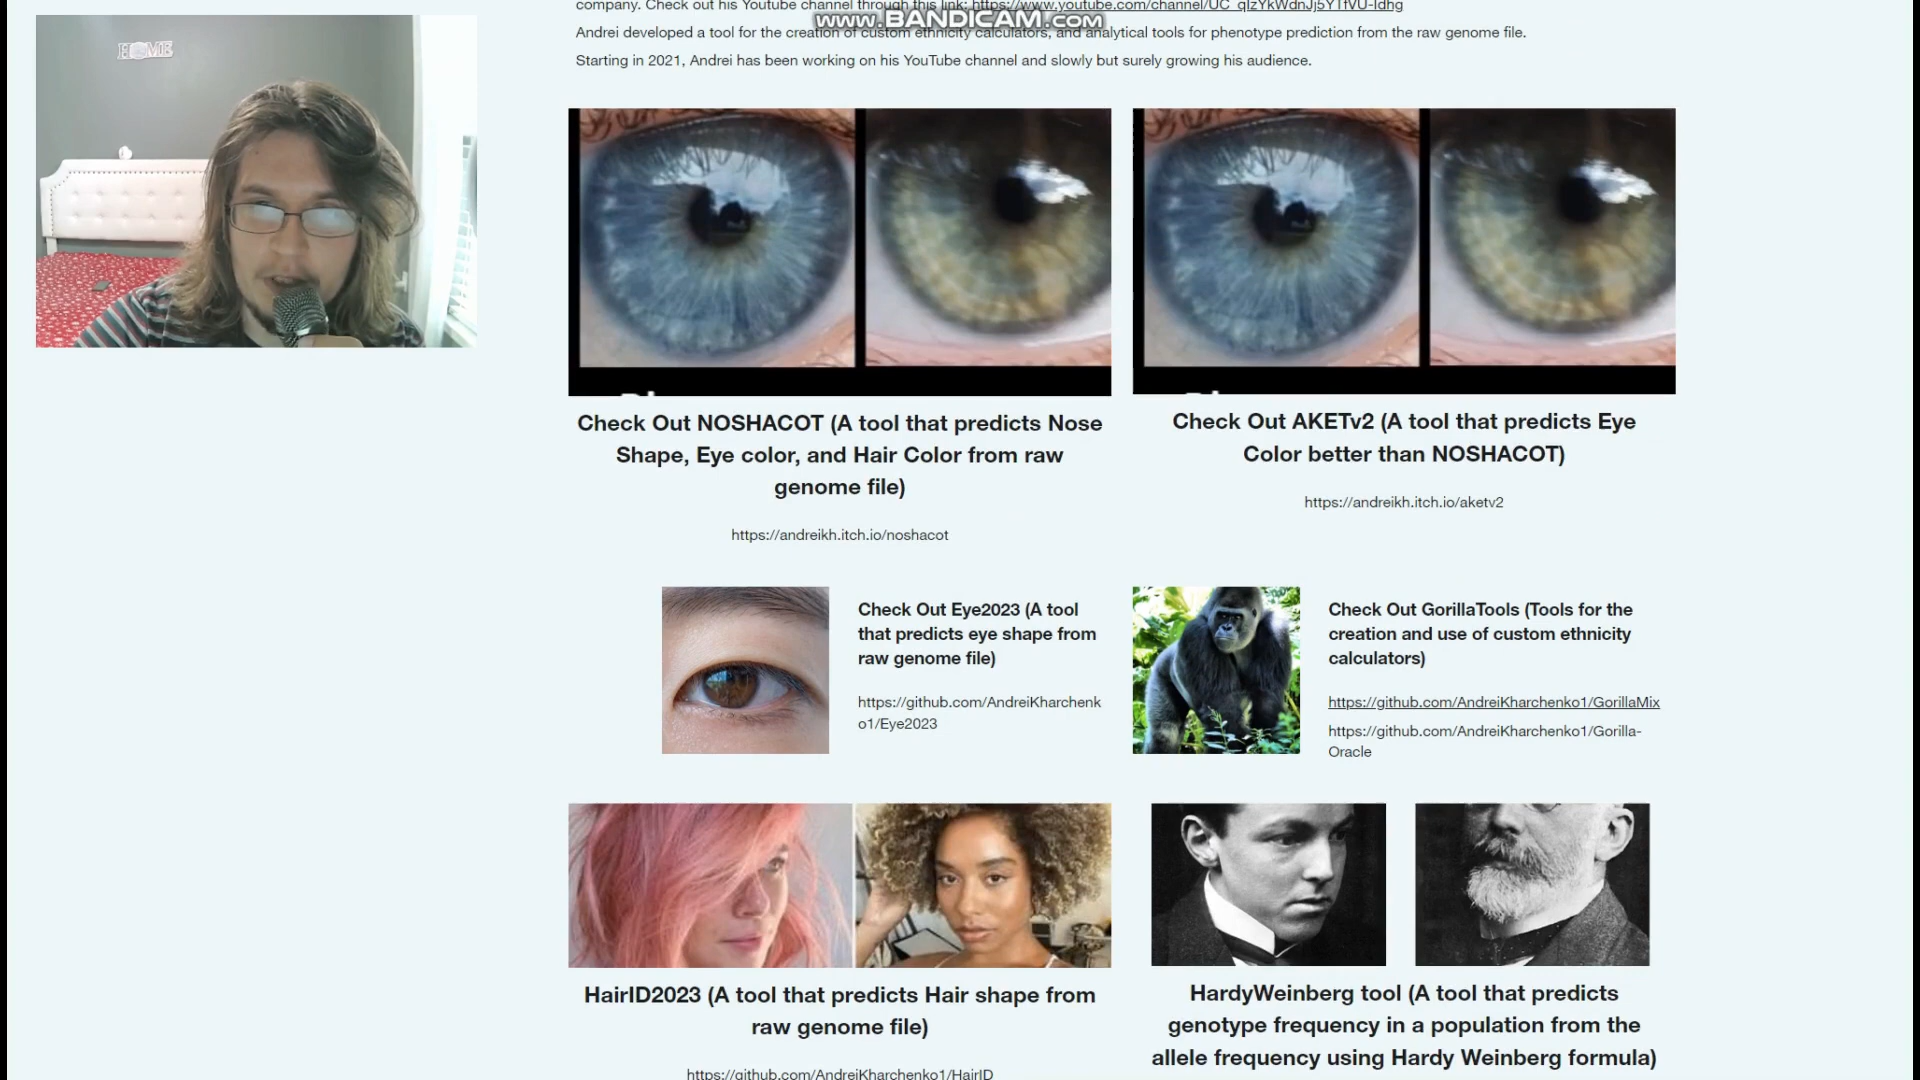 company. Check out his Youtube channel through this link: https://www.youtube.com/channel/
www.BANDICAM.com
Andrei developed a tool for the creation of custom ethnicity calculators, and analytical tools for phenotype prediction from the raw genome file.
Starting in 2021, Andrei has been working on his YouTube channel and slowly but surely growing his audience.
HOME
Check Out NOSHACOT (A tool that predicts Nose
Shape, Eye color, and Hair Color from raw
genome file)
https://andreikh.itch.io/noshacot
Check Out AKETv2 (A tool that predicts Eye
Color better than NOSHACOT)
https://andreikh.itch.io/aketv2
Check Out Eye2023 (A tool
that predicts eye shape from
raw genome file)
https://github.com/AndreiKharchenk
o1/Eye2023
Check Out GorillaTools (Tools for the
creation and use of custom ethnicity
calculators)
https://github.com/AndreiKharchenko1/GorillaMix
https://github.com/AndreiKharchenko1/Gorilla-
Oracle
HairID2023 (A tool that predicts Hair shape from
raw genome file)
https://github.com/AndreiKharchenko1/HairID
HardyWeinberg tool (A tool that predicts
genotype frequency in a population from the
allele frequency using Hardy Weinberg formula)